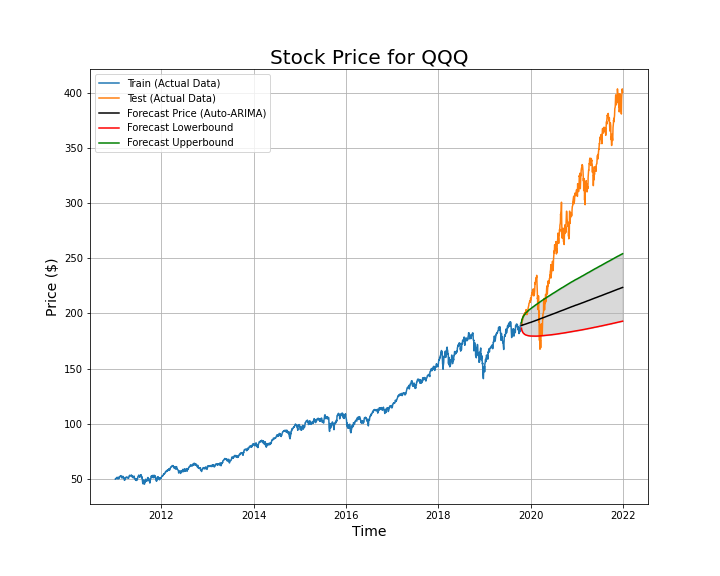 Stock Price for QQQ
Train (Actual Data)
Test (Actual Data)
Forecast Price (Auto-ARIMA)
Forecast Lowerbound
Forecast Upperbound
400
350
300
250
200
150
100
50
Price ($)
2012 2014 2016 2018 2020 2022
Time